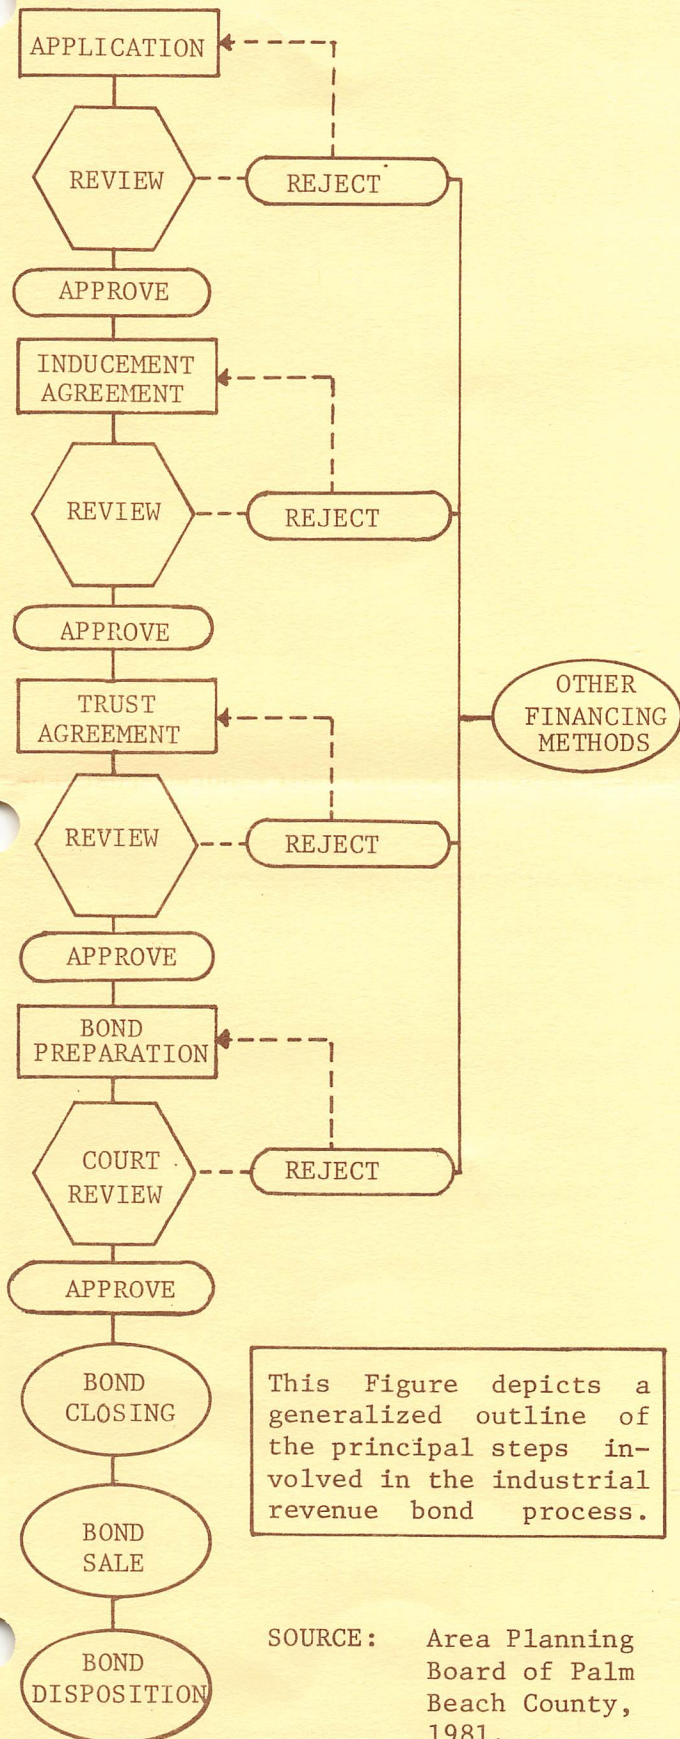 APPLICATION
REVIEW
REJECT
APPROVE
INDUCEMENT
AGREEMENT
REVIEW
REJECT
APPROVE
TRUST
AGREEMENT
OTHER
FINANCING
METHODS
REVIEW
REJECT
APPROVE
BOND
PREPARATION
COURT
REVIEW
REJECT
APPROVE
BOND
CLOSING
This Figure depicts a
generalized outline of
the principal steps in-
volved in the industrial
revenue bond process.
BOND
SALE
BOND
DISPOSITION
SOURCE: Area Planning
Board of Palm
Beach County,
1981.